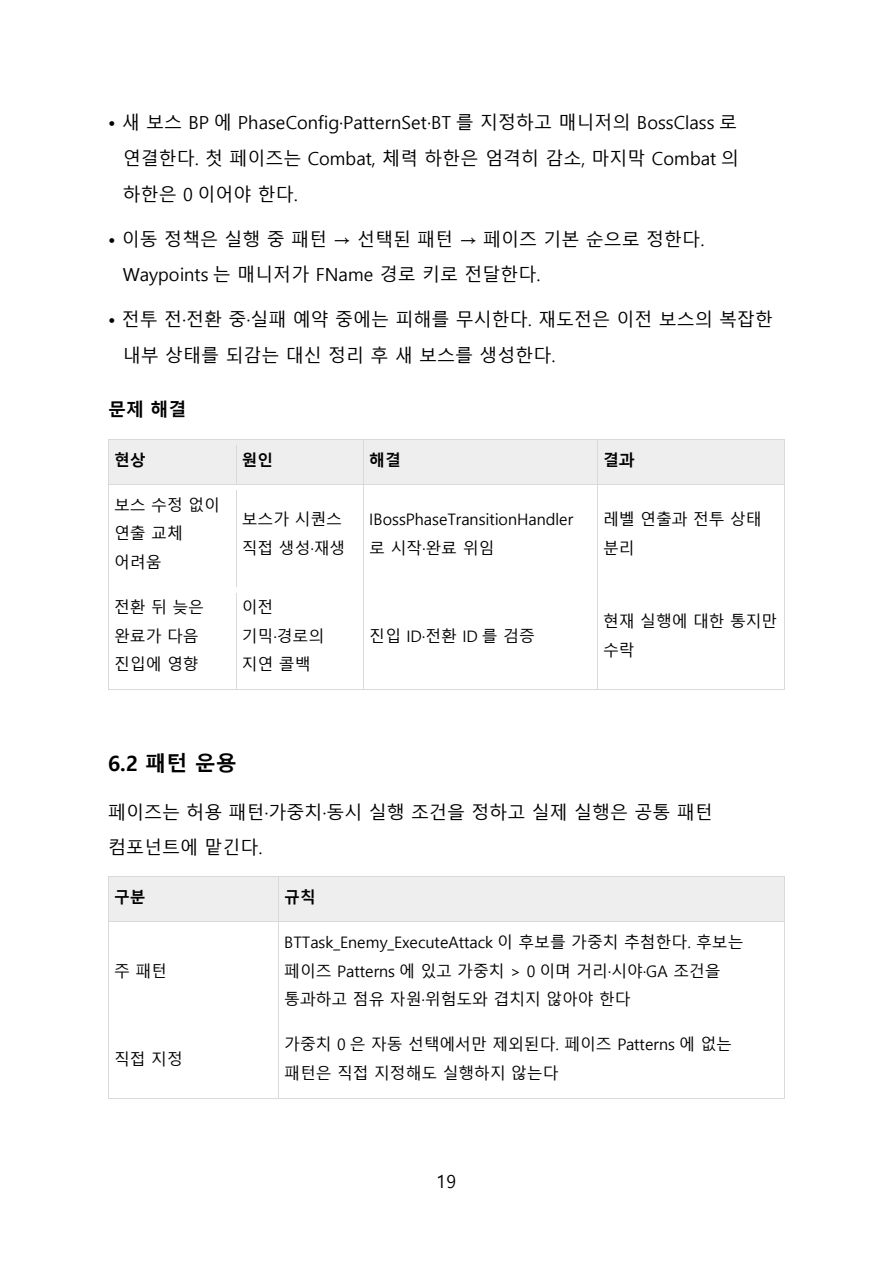 • 새 보스 BP 에 PhaseConfig·PatternSet·BT 를 지정하고 매니저의 BossClass 로
연결한다. 첫 페이즈는 Combat, 체력 하한은 엄격히 감소, 마지막 Combat 의
하한은 0 이어야 한다.
• 이동 정책은 실행 중 패턴 → 선택된 패턴 → 페이즈 기본 순으로 정한다.
Waypoints 는 매니저가 FName 경로 키로 전달한다.
• 전투 전·전환 중·실패 예약 중에는 피해를 무시한다. 재도전은 이전 보스의 복잡한
내부 상태를 되감는 대신 정리 후 새 보스를 생성한다.
문제 해결
현상 원인 해결 결과
보스 수정 없이
연출 교체
어려움
보스가 시퀀스
직접 생성·재생
IBossPhaseTransitionHandler
로 시작·완료 위임
레벨 연출과 전투 상태
분리
전환 뒤 늦은
완료가 다음
진입에 영향
이전
기믹·경로의
지연 콜백
진입 ID·전환 ID 를 검증
현재 실행에 대한 통지만
수락
6.2 패턴 운용
페이즈는 허용 패턴·가중치·동시 실행 조건을 정하고 실제 실행은 공통 패턴
컴포넌트에 맡긴다.
구분 규칙
주 패턴
BTTask_Enemy_ExecuteAttack 이 후보를 가중치 추첨한다. 후보는
페이즈 Patterns 에 있고 가중치 > 0 이며 거리·시야·GA 조건을
통과하고 점유 자원·위험도와 겹치지 않아야 한다
직접 지정
가중치 0 은 자동 선택에서만 제외된다. 페이즈 Patterns 에 없는
패턴은 직접 지정해도 실행하지 않는다
19